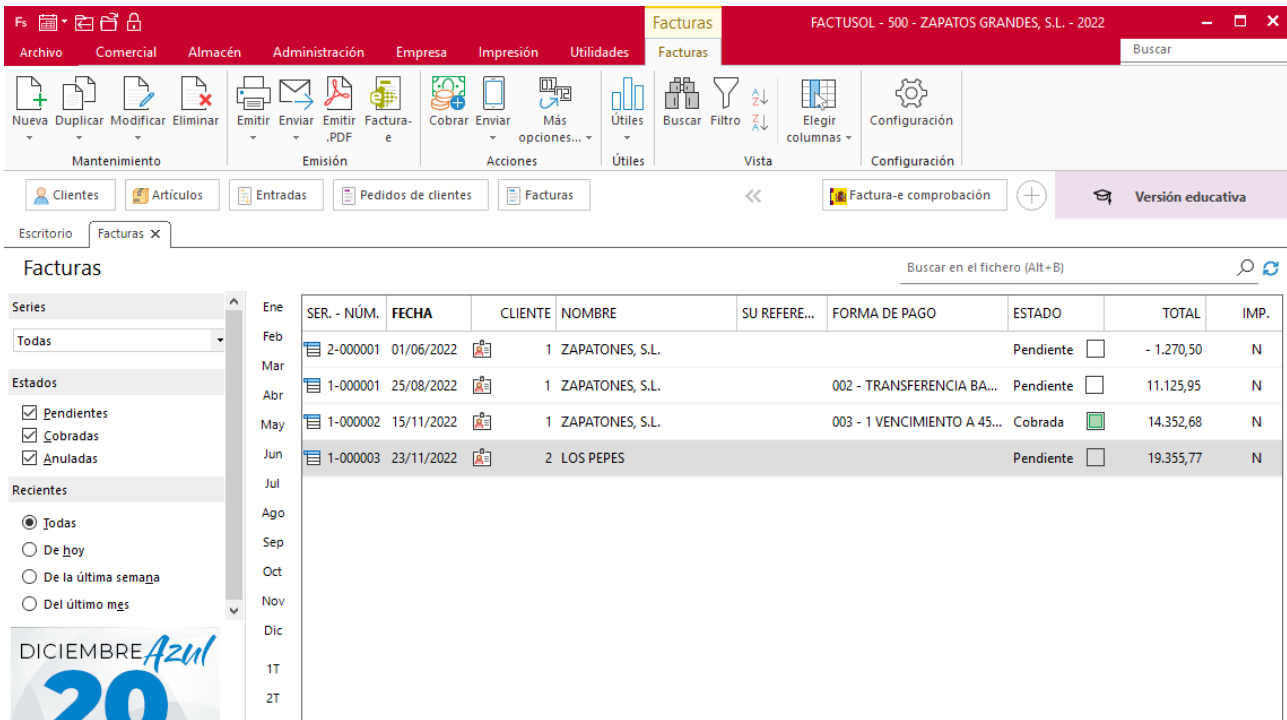 Fs Facturas FACTUSOL - 500 - ZAPATOS GRANDES, S.L. - 2022
Archivo Comercial Almacén Administración Empresa Impresión Utilidades Facturas Buscar
Nueva Duplicar Modificar Eliminar Emitir Enviar Emitir .PDF Factura-e Cobrar Enviar Más opciones... Útiles Buscar Filtro Elegir columnas Configuración
Mantenimiento Emisión Acciones Útiles Vista Configuración
Clientes Artículos Entradas Pedidos de clientes Facturas Factura-e comprobación Versión educativa
Escritorio Facturas
Facturas Buscar en el fichero (Alt+B)
Series
Todas
Estados
Pendientes
Cobradas
Anuladas
Recientes
Todas
De hoy
De la última semana
Del último mes
DICIEMBRE Azul
20
Ene
Feb
Mar
Abr
May
Jun
Jul
Ago
Sep
Oct
Nov
Dic
1T
2T
SER. - NÚM. FECHA CLIENTE NOMBRE SU REFERE... FORMA DE PAGO ESTADO TOTAL IMP.
2-000001 01/06/2022 1 ZAPATONES, S.L. Pendiente - 1.270,50 N
1-000001 25/08/2022 1 ZAPATONES, S.L. 002 - TRANSFERENCIA BA... Pendiente 11.125,95 N
1-000002 15/11/2022 1 ZAPATONES, S.L. 003 - 1 VENCIMIENTO A 45... Cobrada 14.352,68 N
1-000003 23/11/2022 2 LOS PEPES Pendiente 19.355,77 N